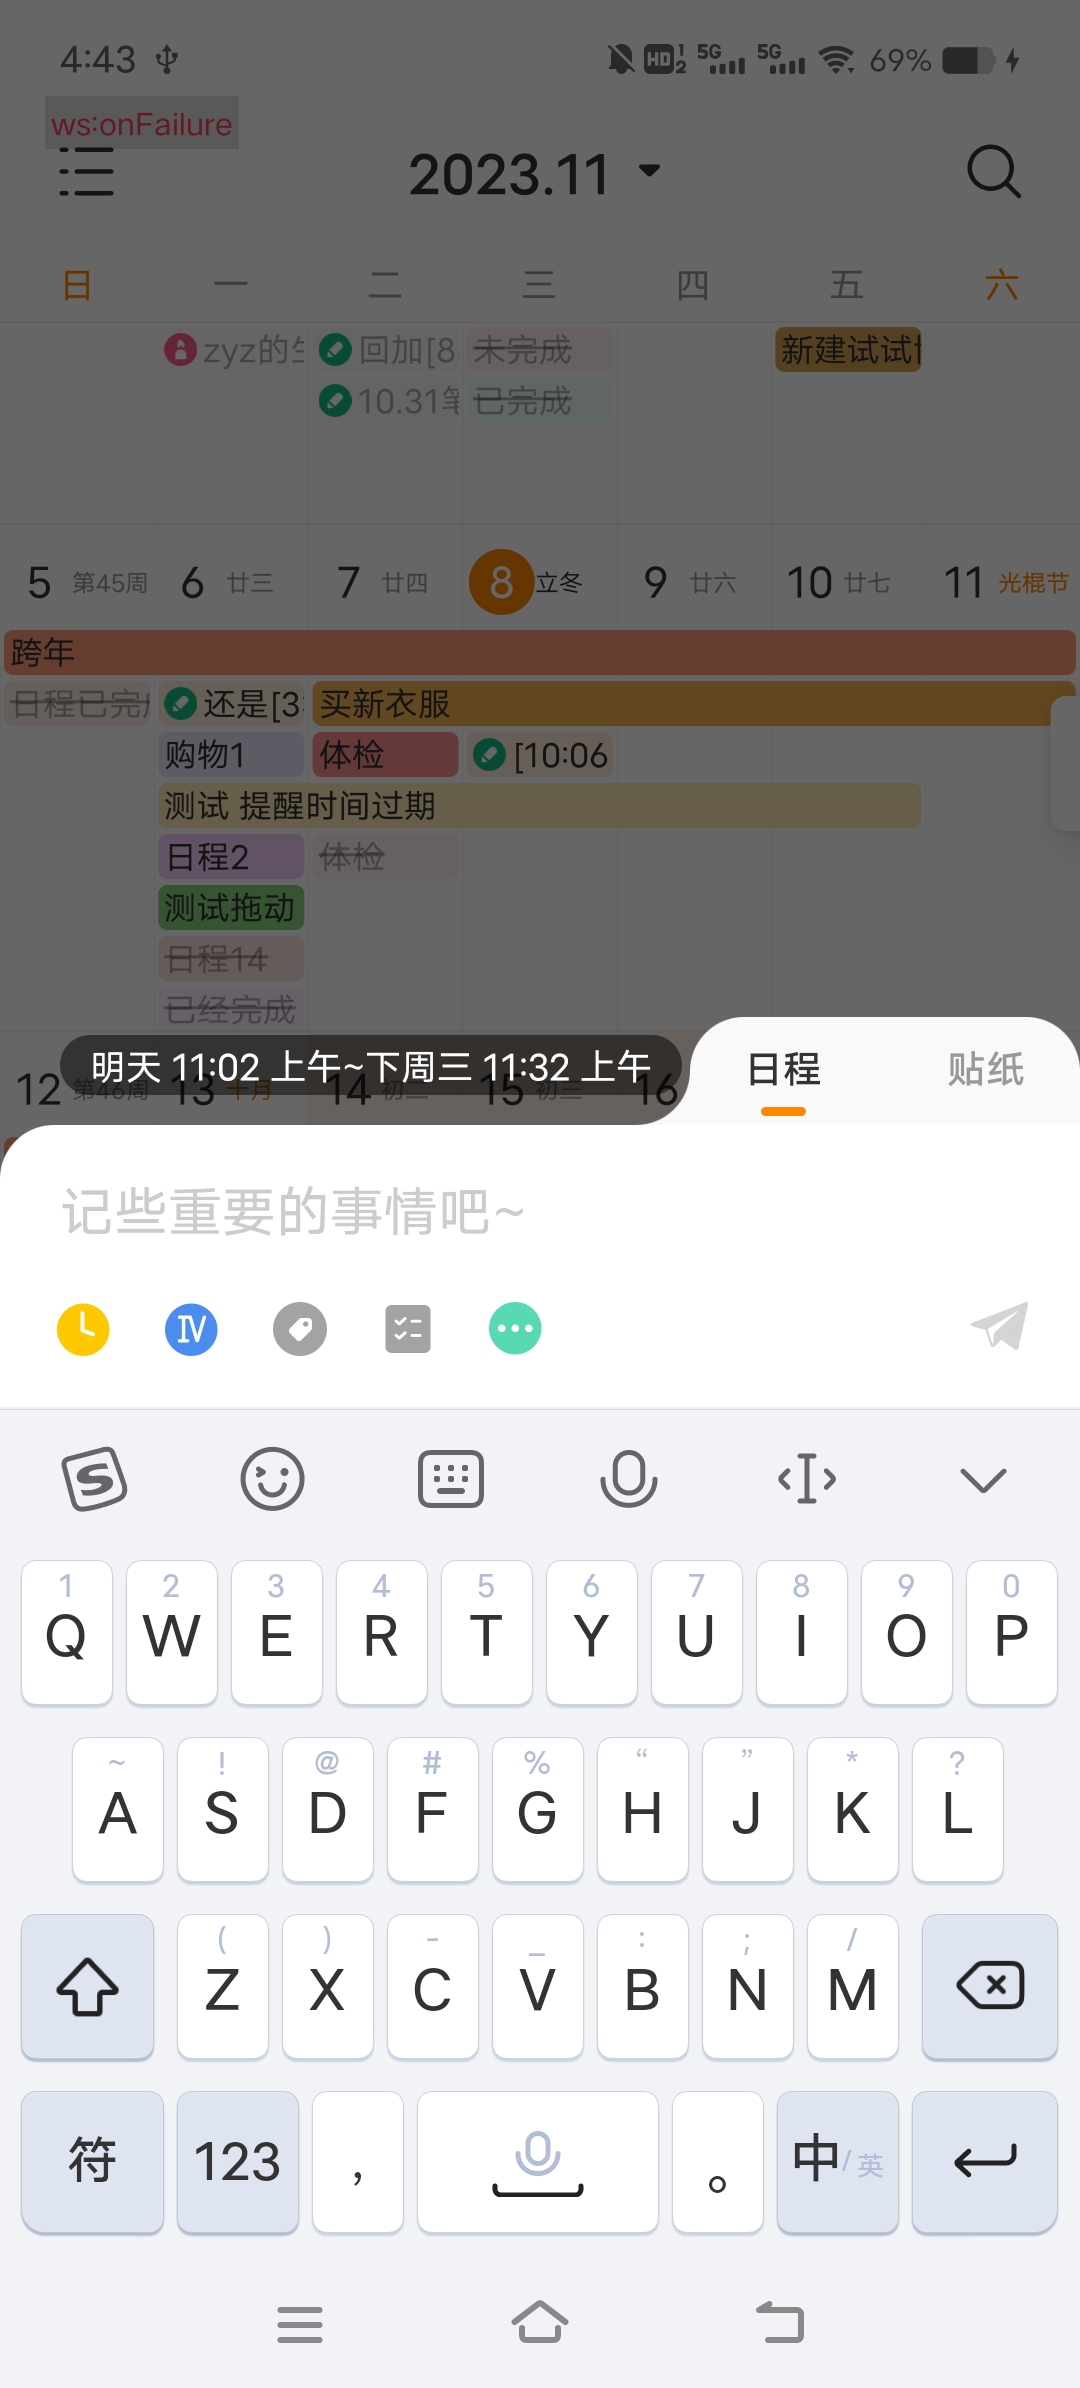 4:43 HD 1 2 5G 5G 69%
ws:onFailure
2023.11
日 一 二 三 四 五 六
zyz的 回加[8 未完成 新建试试
10.31 已完成
5 第45周 6 廿三 7 廿四 8 立冬 9 廿六 10 廿七 11 光棍节
跨年
日程已完 还是[3 买新衣服
购物1 体检 [10:06
测试 提醒时间过期
日程2 体检
测试拖动
日程14
已经完成
明天 11:02 上午~下周三 11:32 上午 日程 贴纸
12 第46周 13 十月 14 初二 15 初三 16
记些重要的事情吧~
IV
S
1 2 3 4 5 6 7 8 9 0
Q W E R T Y U I O P
~ ! @ # % “ ” * ?
A S D F G H J K L
( ) - _ : ; /
Z X C V B N M
符 123 , 。 中/英